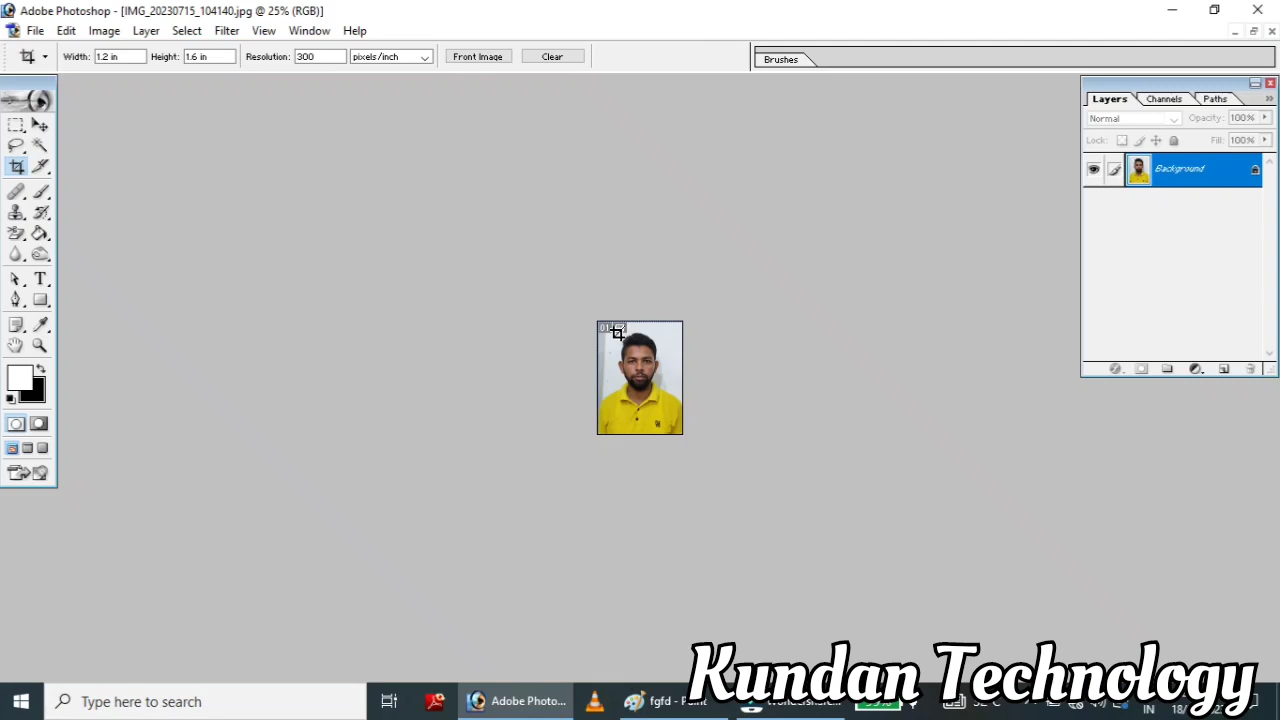 Adobe Photoshop - [IMG_20230715_104140.jpg @ 25% (RGB)]
File Edit Image Layer Select Filter View Window Help
Width: 1.2 in Height: 1.6 in Resolution: 300 pixels/inch Front Image Clear Brushes
Layers Channels Paths
Normal Opacity: 100%
Lock: Fill: 100%
Background
Kundan Technology
Type here to search Adobe Photo... fgfd - Paint
IN